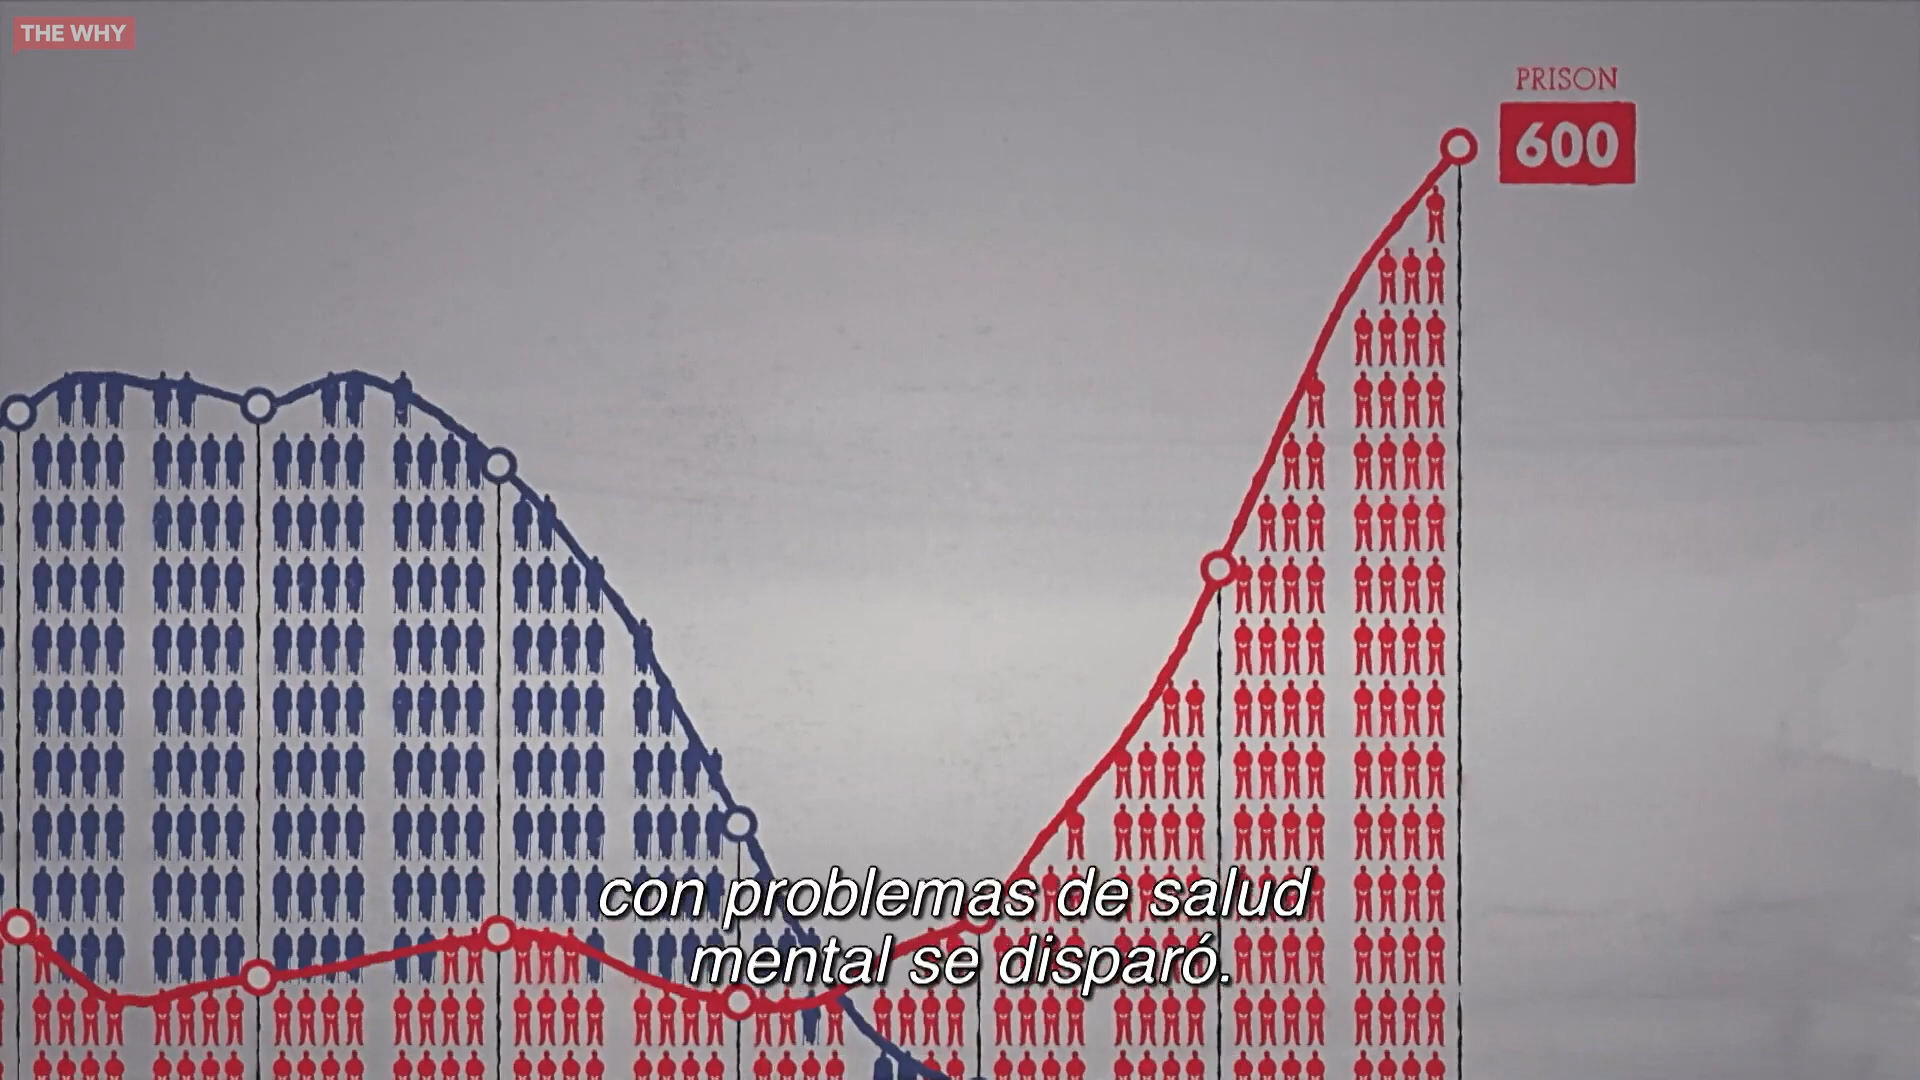 THE WHY
PRISON
600
con problemas de salud
mental se disparó.